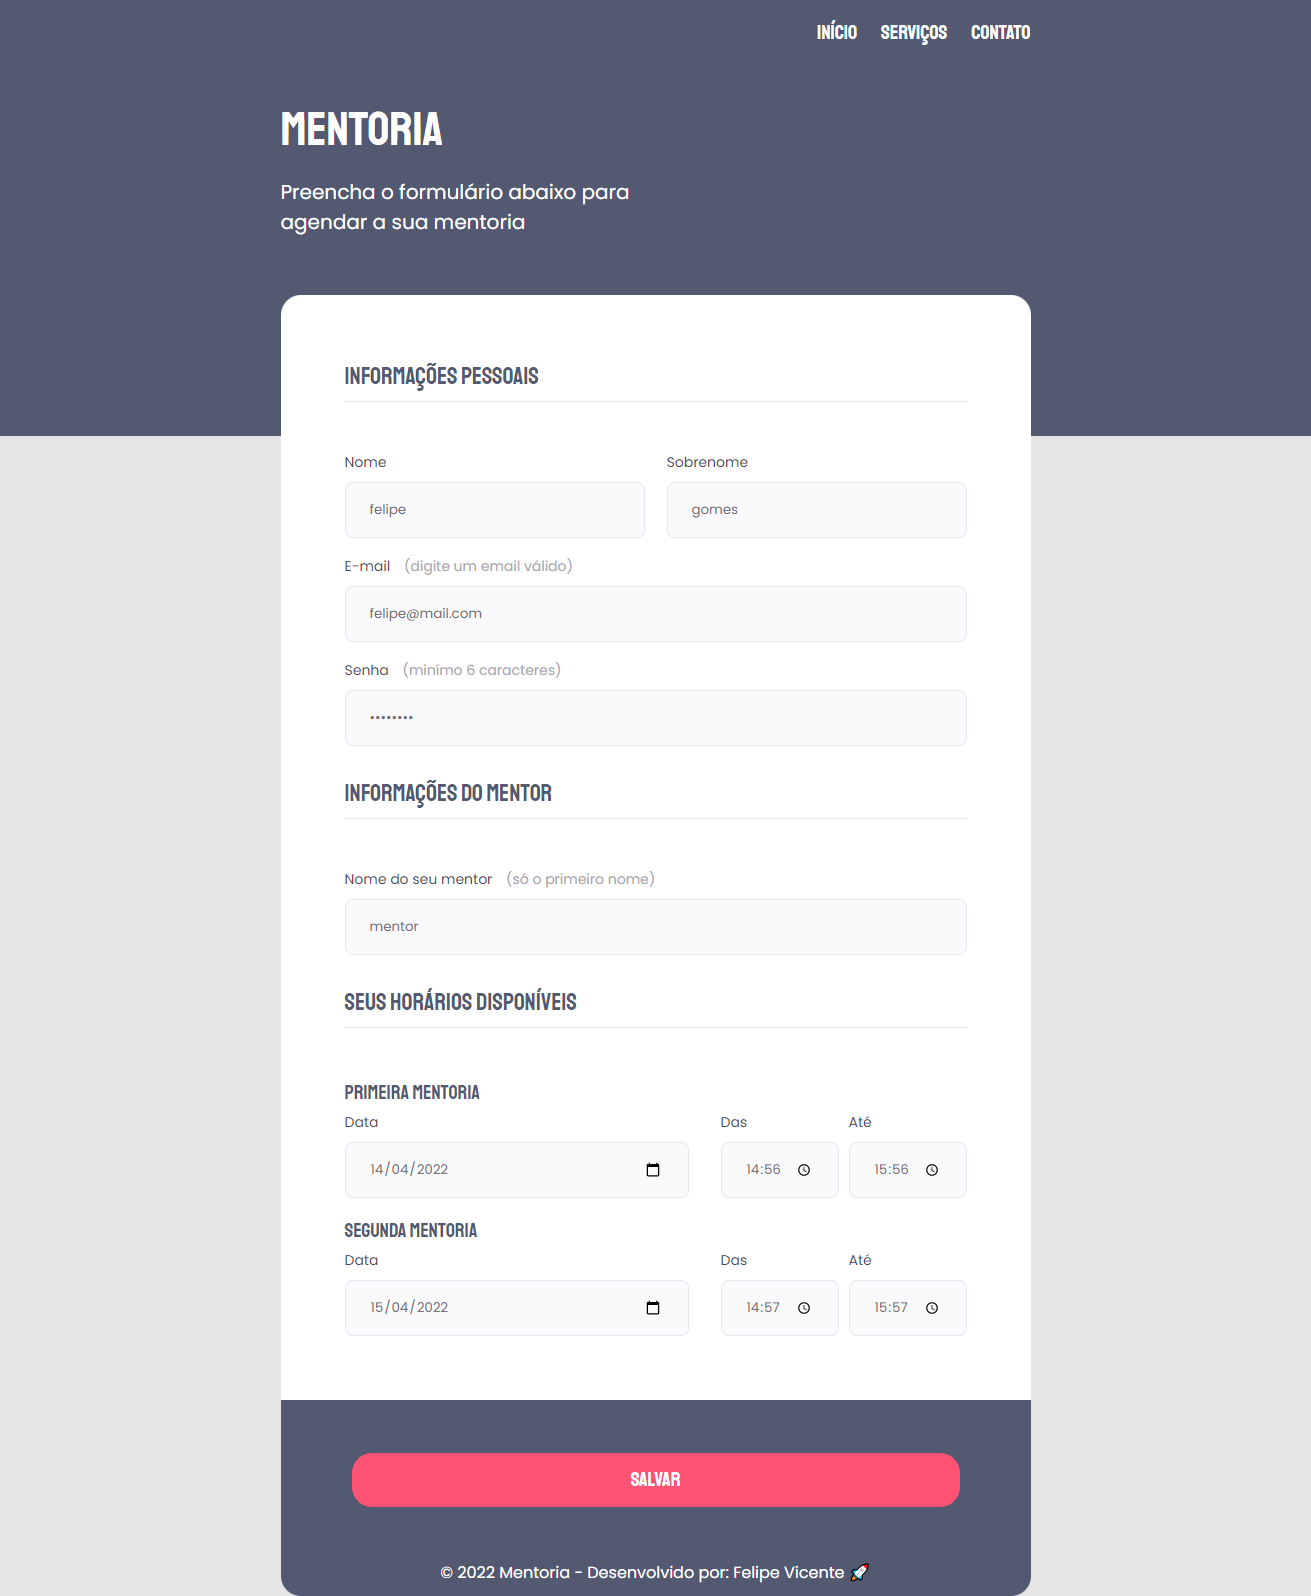 INÍCIO SERVIÇOS CONTATO
MENTORIA
Preencha o formulário abaixo para
agendar a sua mentoria
INFORMAÇÕES PESSOAIS
Nome Sobrenome
felipe gomes
E-mail (digite um email válido)
felipe@mail.com
Senha (minímo 6 caracteres)
••••••••
INFORMAÇÕES DO MENTOR
Nome do seu mentor (só o primeiro nome)
mentor
SEUS HORÁRIOS DISPONÍVEIS
PRIMEIRA MENTORIA
Data Das Até
14/04/2022 14:56 15:56
SEGUNDA MENTORIA
Data Das Até
15/04/2022 14:57 15:57
SALVAR
© 2022 Mentoria - Desenvolvido por: Felipe Vicente 🚀